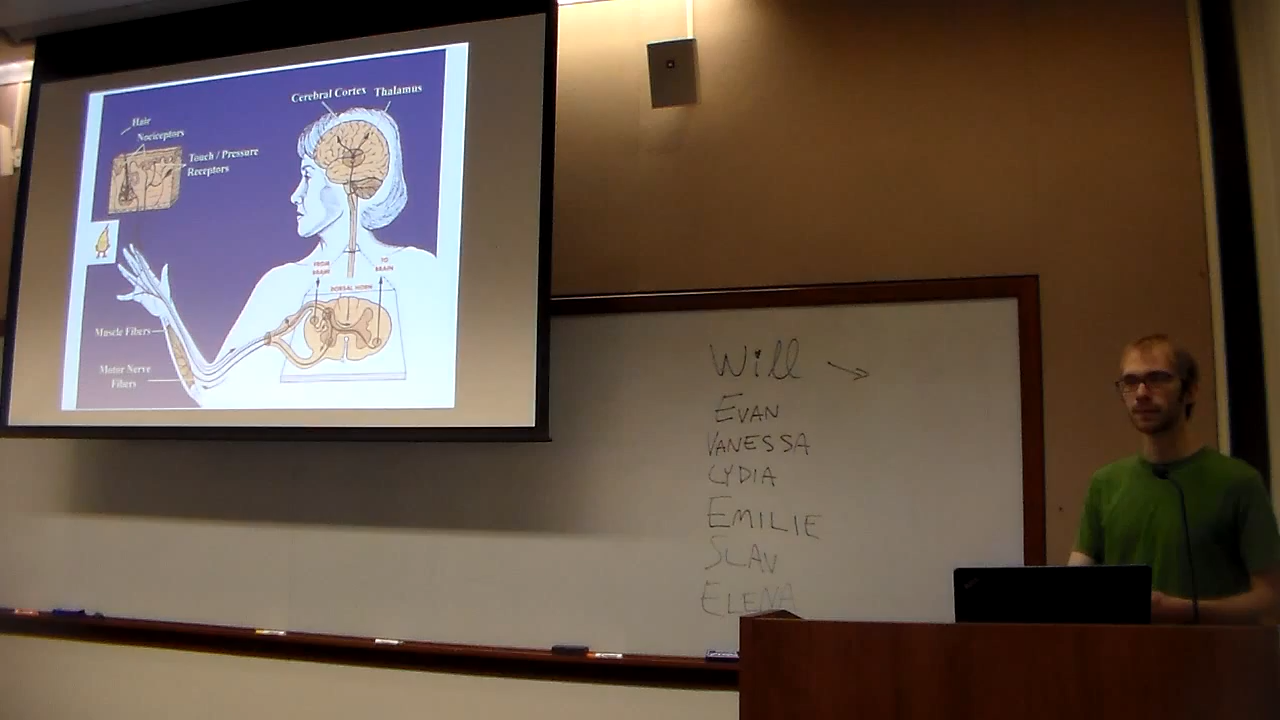 Cerebral Cortex Thalamus
Hair
Nociceptors
Touch / Pressure
Receptors
FROM
BRAIN
TO
BRAIN
DORSAL HORN
Muscle Fibers
Motor Nerve
Fibers
Will →
EVAN
VANESSA
LYDIA
EMILIE
SLAV
ELENA